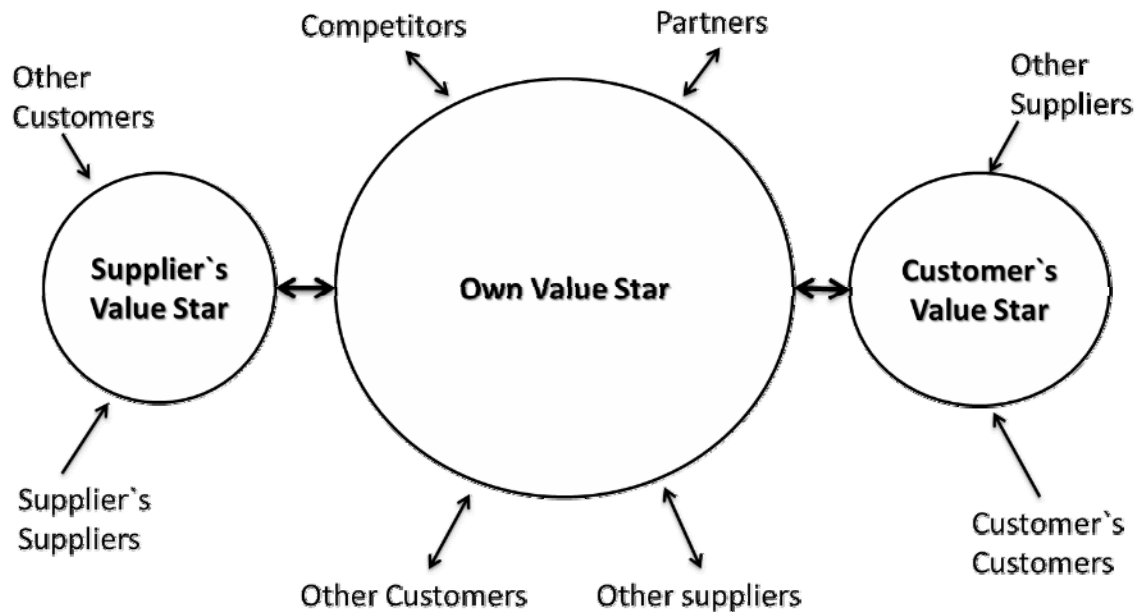 Competitors
Partners
Other
Customers
Other
Suppliers
Supplier`s
Value Star
Own Value Star
Customer`s
Value Star
Supplier`s
Suppliers
Customer`s
Customers
Other Customers
Other suppliers